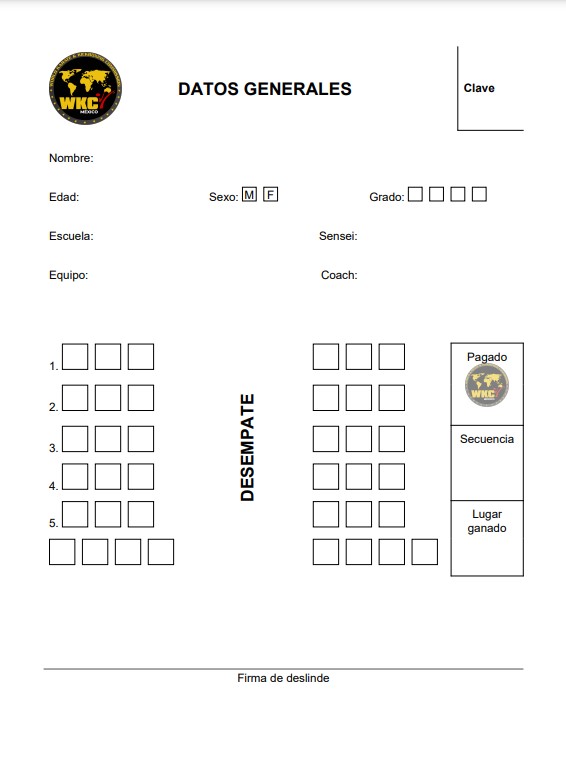 WKC
MÉXICO
DATOS GENERALES
Clave
Nombre:
Edad:
Sexo: M F
Grado:
Escuela:
Sensei:
Equipo:
Coach:
1.
2.
3.
4.
5.
DESEMPATE
Pagado
WKC
MÉXICO
Secuencia
Lugar
ganado
Firma de deslinde